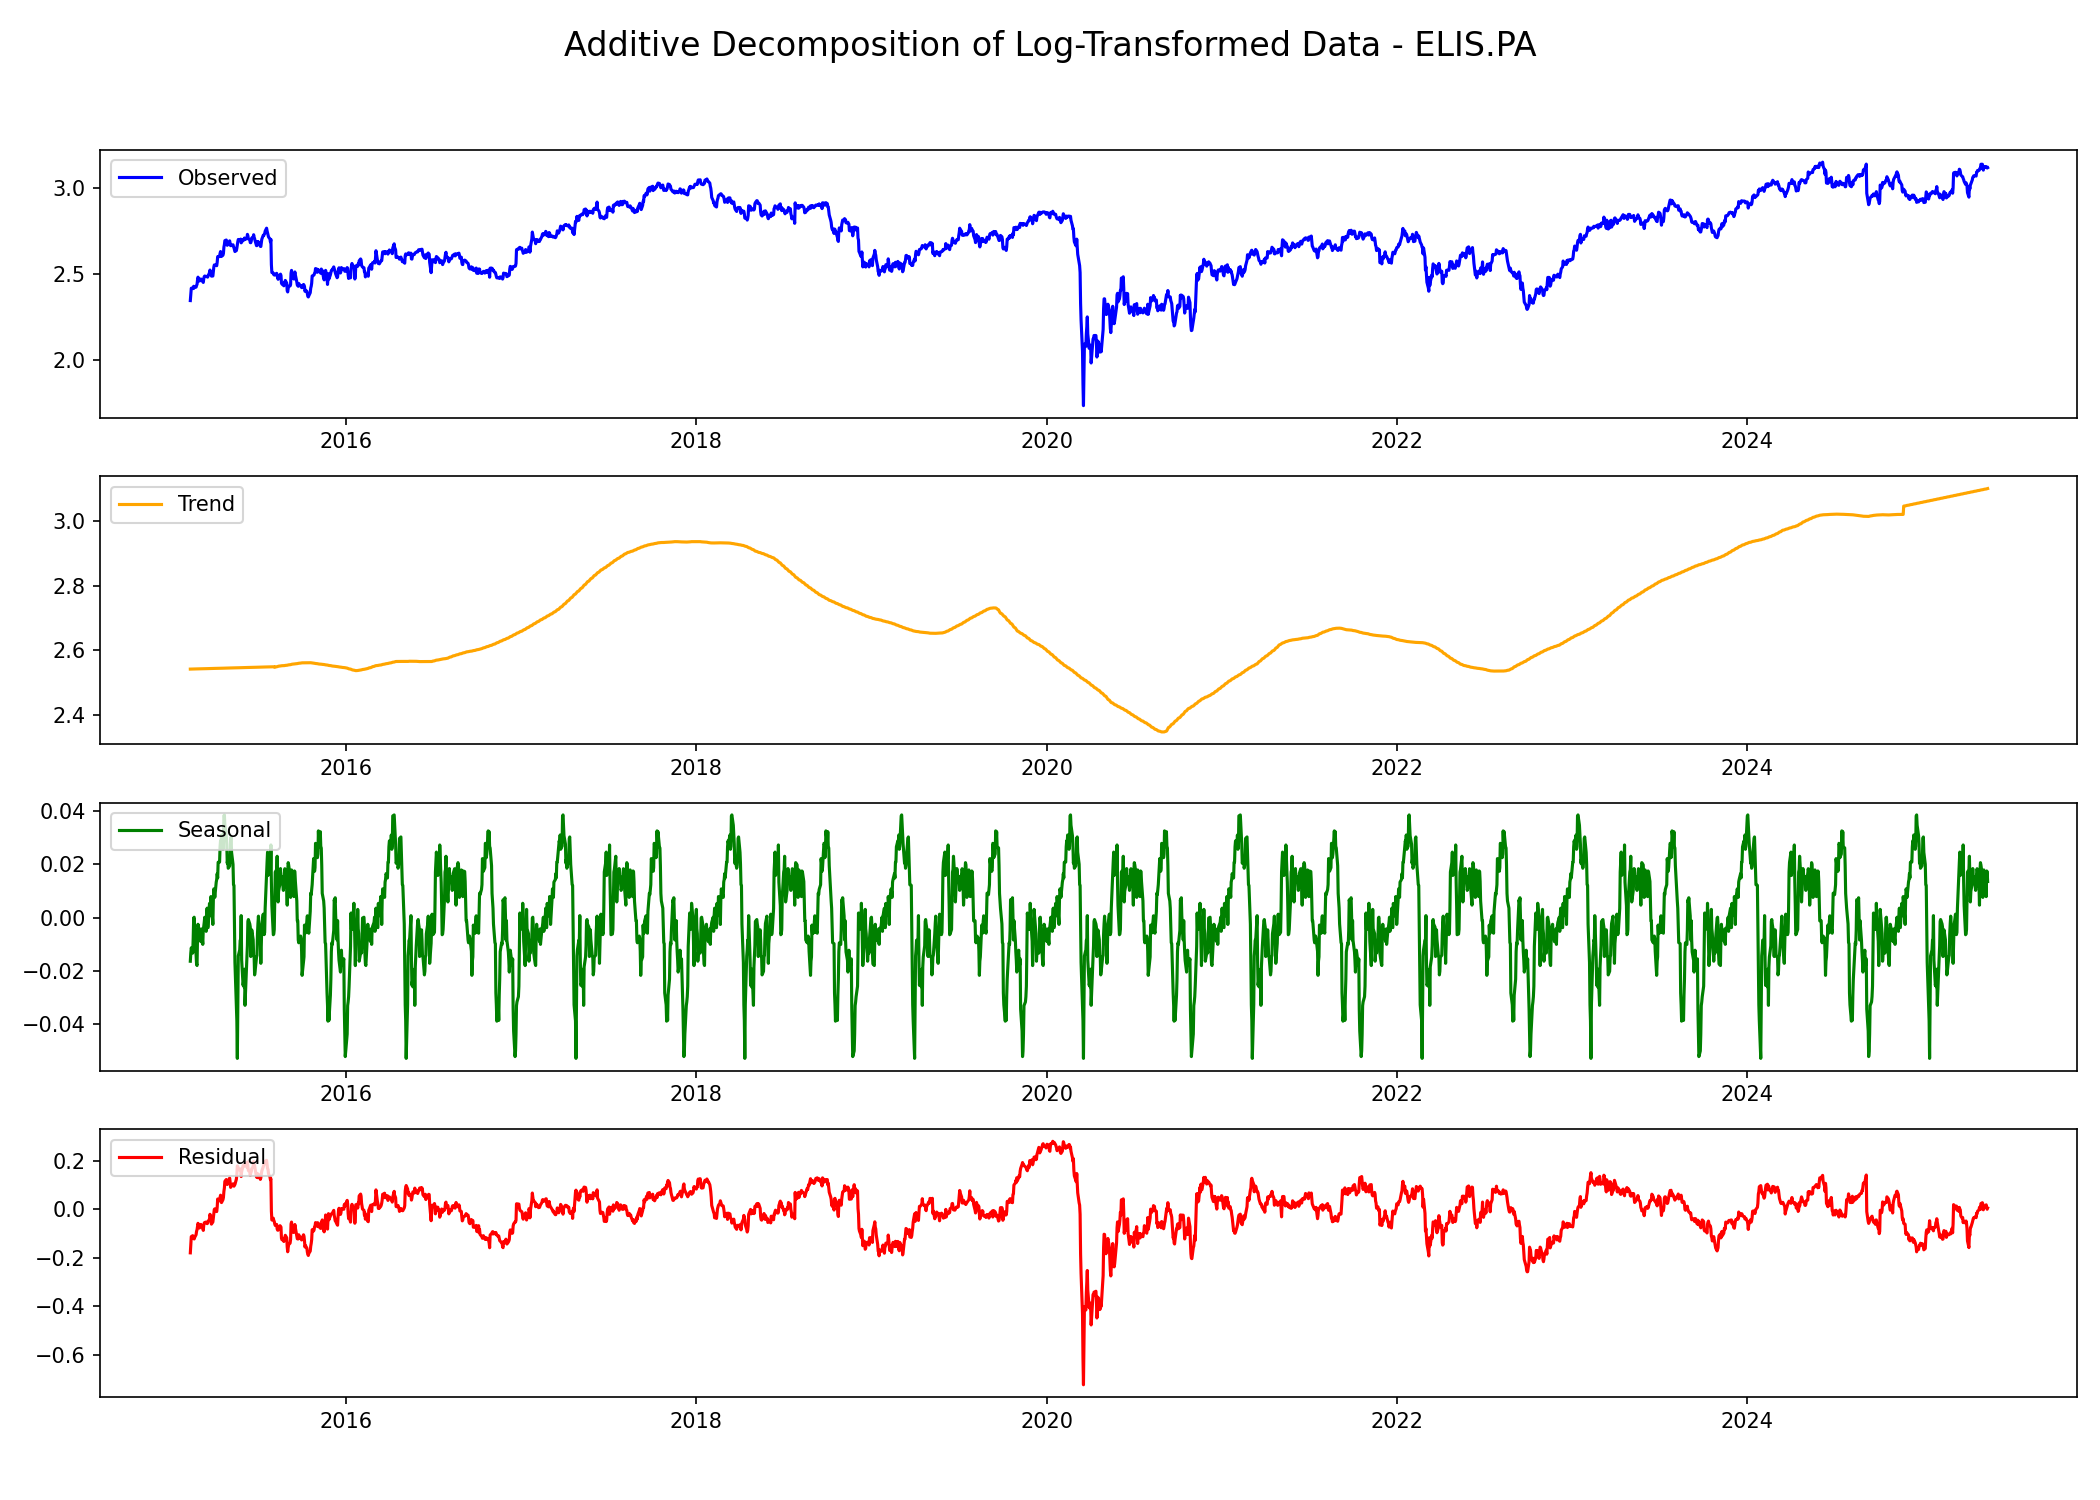 Additive Decomposition of Log-Transformed Data - ELIS.PA
Observed
3.0
2.5
2.0
2016 2018 2020 2022 2024
Trend
3.0
2.8
2.6
2.4
2016 2018 2020 2022 2024
0.04
Seasonal
0.02
0.00
−0.02
−0.04
2016 2018 2020 2022 2024
Residual
0.2
0.0
−0.2
−0.4
−0.6
2016 2018 2020 2022 2024